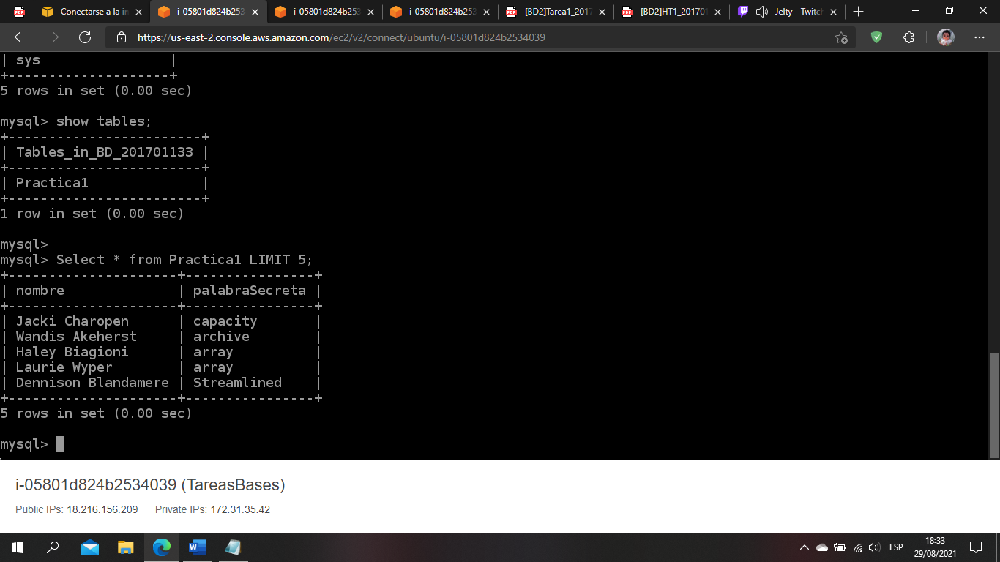 Conectarse a la in
i-05801d824b253
i-05801d824b253
i-05801d824b253
[BD2]Tarea1_2017
[BD2]HT1_20170
Jelty - Twitch
https://us-east-2.console.aws.amazon.com/ec2/v2/connect/ubuntu/i-05801d824b2534039
| sys                |
+--------------------+
5 rows in set (0.00 sec)
mysql> show tables;
+------------------------+
| Tables_in_BD_201701133 |
+------------------------+
| Practica1              |
+------------------------+
1 row in set (0.00 sec)
mysql>
mysql> Select * from Practica1 LIMIT 5;
+--------------------+----------------+
| nombre              | palabraSecreta |
+--------------------+----------------+
| Jacki Charopen      | capacity       |
| Wandis Akeherst     | archive        |
| Haley Biagioni      | array          |
| Laurie Wyper        | array          |
| Dennison Blandamere | Streamlined    |
+--------------------+----------------+
5 rows in set (0.00 sec)
mysql>
i-05801d824b2534039 (TareasBases)
Public IPs: 18.216.156.209 Private IPs: 172.31.35.42
ESP
18:33
29/08/2021